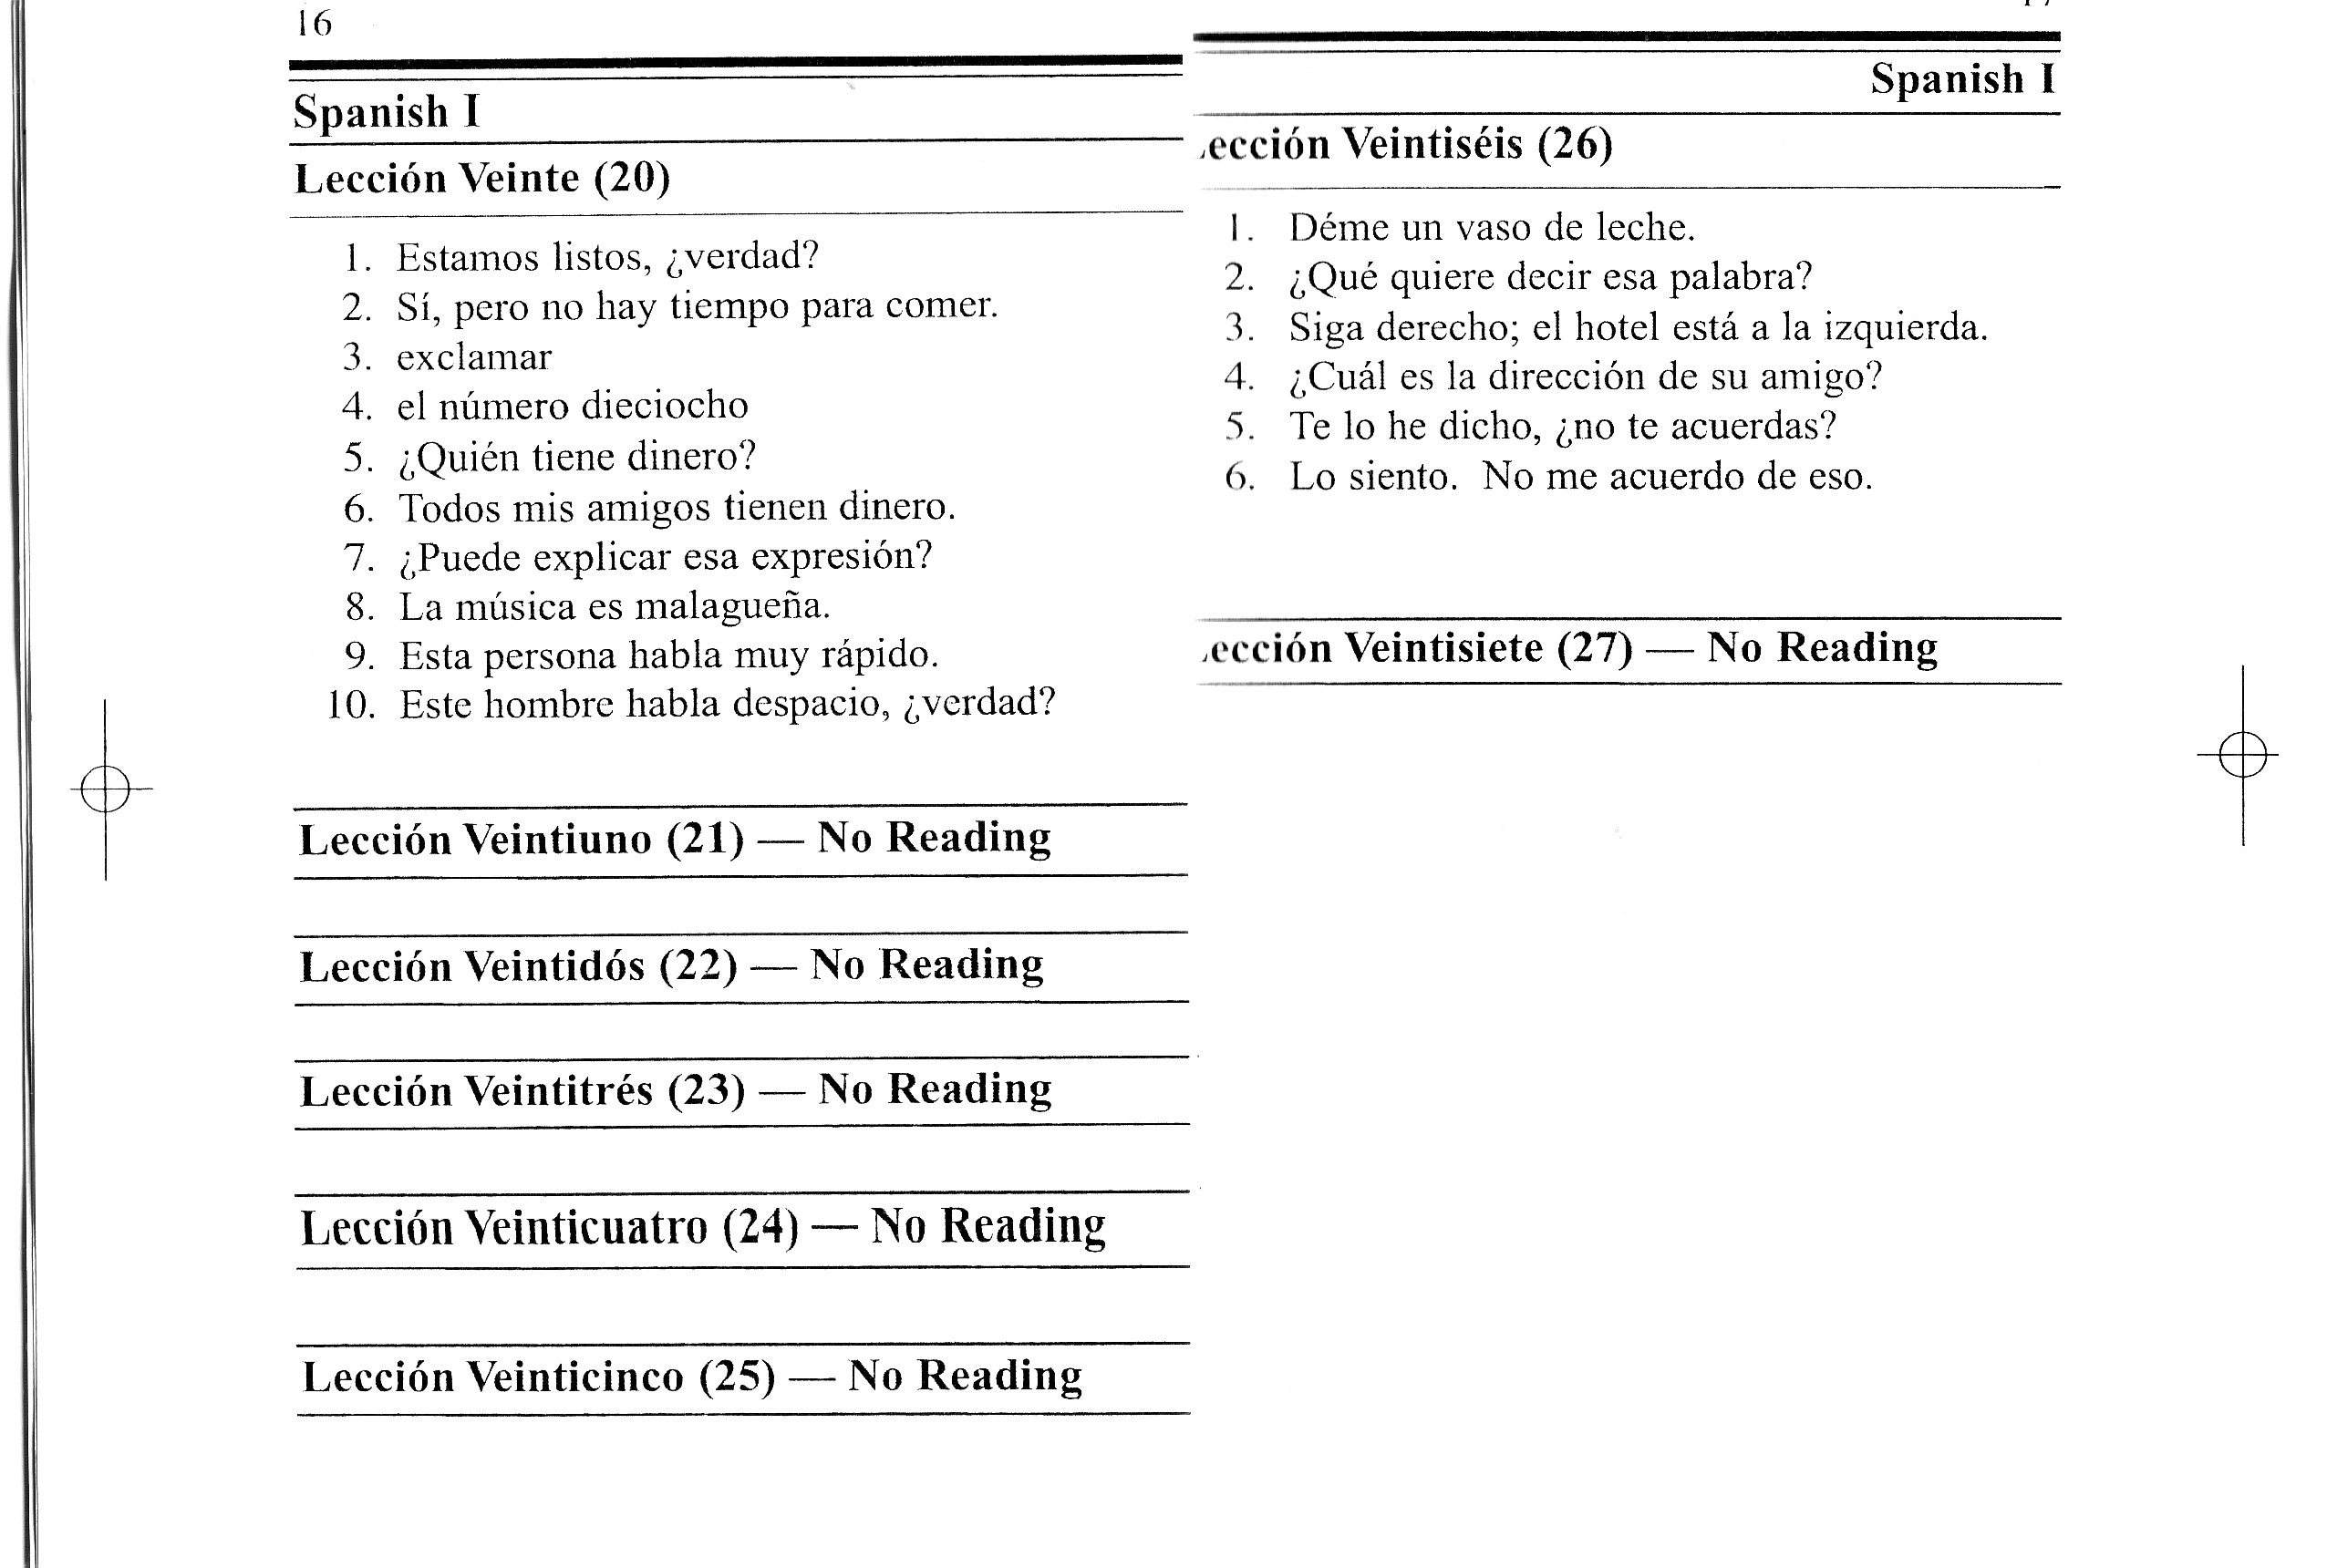 16
Spanish I
Lección Veinte (20)
1. Estamos listos, ¿verdad?
2. Sí, pero no hay tiempo para comer.
3. exclamar
4. el número dieciocho
5. ¿Quién tiene dinero?
6. Todos mis amigos tienen dinero.
7. ¿Puede explicar esa expresión?
8. La música es malagueña.
9. Esta persona habla muy rápido.
10. Este hombre habla despacio, ¿verdad?
Lección Veintiuno (21) — No Reading
Lección Veintidós (22) — No Reading
Lección Veintitrés (23) — No Reading
Lección Veinticuatro (24) — No Reading
Lección Veinticinco (25) — No Reading
Spanish I
ección Veintiséis (26)
1. Déme un vaso de leche.
2. ¿Qué quiere decir esa palabra?
3. Siga derecho; el hotel está a la izquierda.
4. ¿Cuál es la dirección de su amigo?
5. Te lo he dicho, ¿no te acuerdas?
6. Lo siento. No me acuerdo de eso.
ección Veintisiete (27) — No Reading